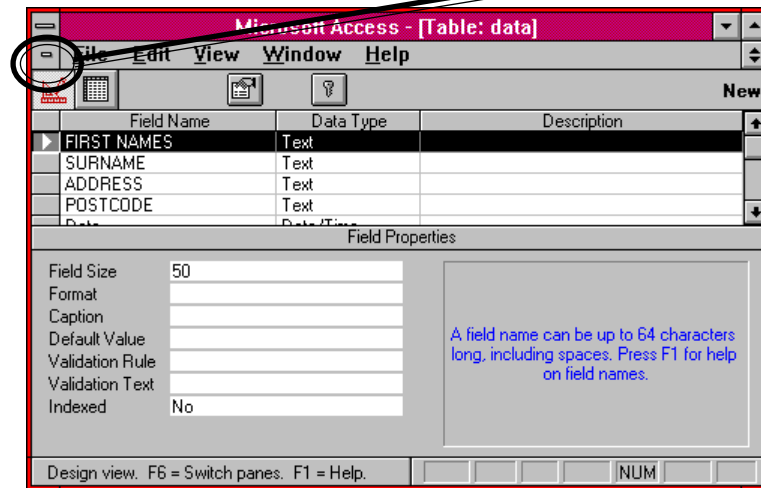 Microsoft Access - [Table: data]
File Edit View Window Help
New
Field Name Data Type Description
FIRST NAMES Text
SURNAME Text
ADDRESS Text
POSTCODE Text
Date Date/Time
Field Properties
Field Size 50
Format
Caption
Default Value
Validation Rule
Validation Text
Indexed No
A field name can be up to 64 characters
long, including spaces. Press F1 for help
on field names.
Design view. F6 = Switch panes. F1 = Help. NUM